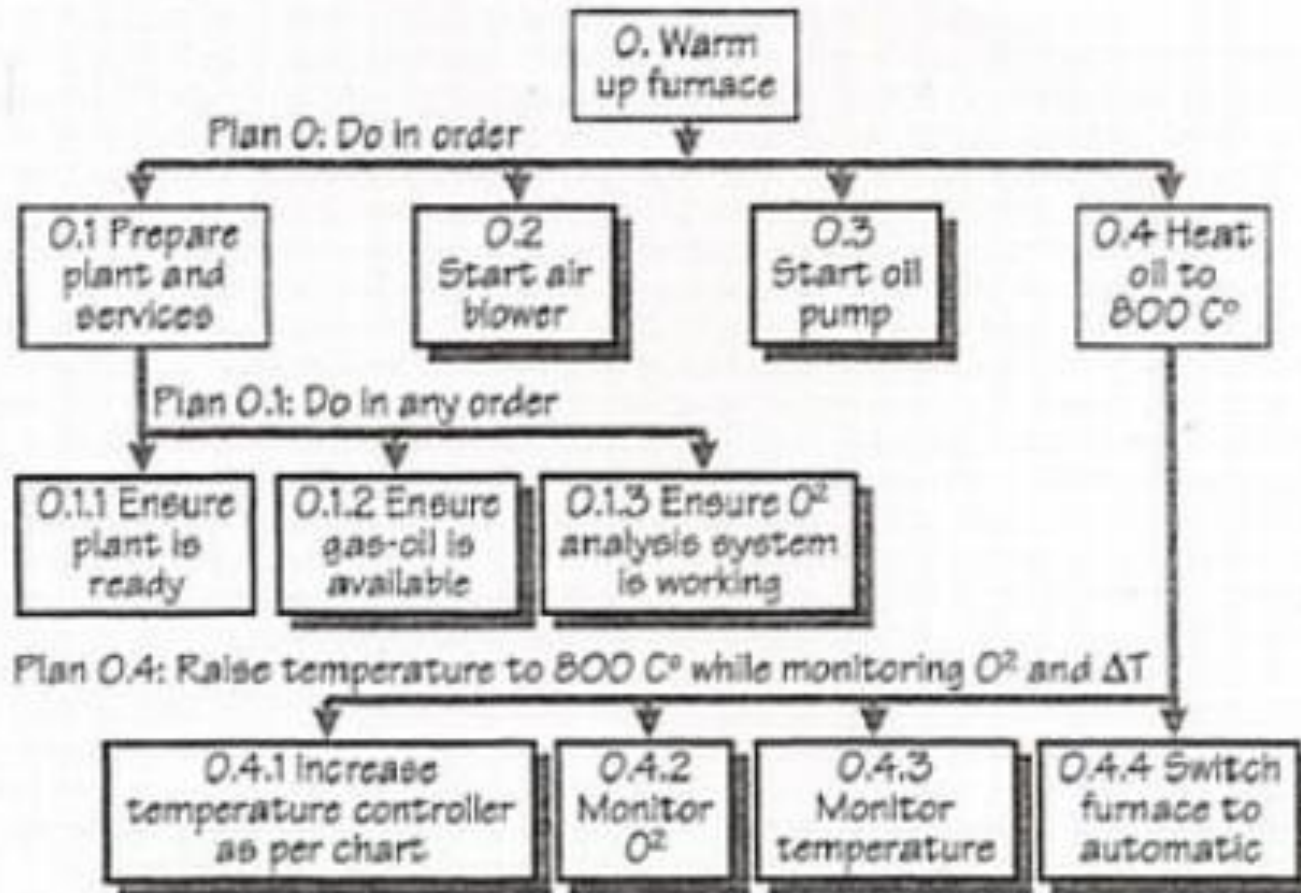 0. Warm
up furnace
Plan 0: Do in order
0.1 Prepare
plant and
services
0.2
Start air
blower
0.3
Start oil
pump
0.4 Heat
oil to
800 Cº
Plan 0.1: Do in any order
0.1.1 Ensure
plant is
ready
0.1.2 Ensure
gas-oil is
available
0.1.3 Ensure O²
analysis system
is working
Plan 0.4: Raise temperature to 800 Cº while monitoring O² and ΔT
0.4.1 Increase
temperature controller
as per chart
0.4.2
Monitor
O²
0.4.3
Monitor
temperature
0.4.4 Switch
furnace to
automatic